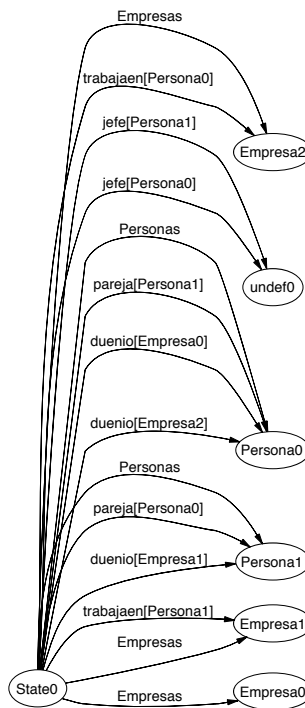 Empresas
trabajaen[Persona0]
Empresa2
jefe[Persona1]
jefe[Persona0]
Personas
undef0
pareja[Persona1]
duenio[Empresa0]
duenio[Empresa2]
Persona0
Personas
pareja[Persona0]
duenio[Empresa1]
Persona1
trabajaen[Persona1]
Empresa1
Empresas
State0
Empresas
Empresa0